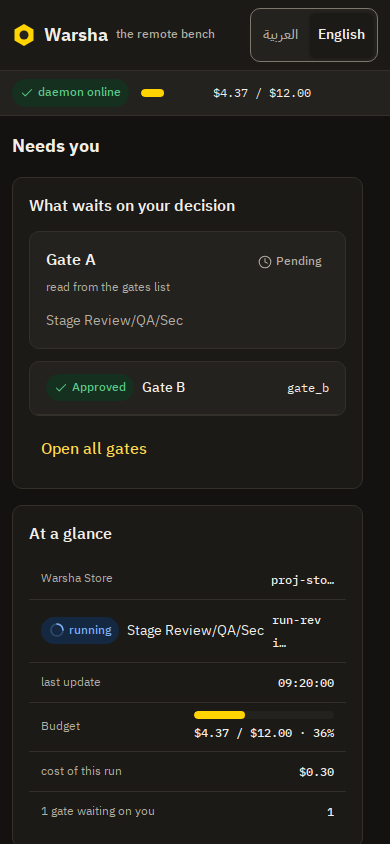 Warsha the remote bench العربية English
daemon online $4.37 / $12.00
Needs you
What waits on your decision
Gate A Pending
read from the gates list
Stage Review/QA/Sec
Approved Gate B gate_b
Open all gates
At a glance
Warsha Store proj-sto…
running Stage Review/QA/Sec run-rev
i…
last update 09:20:00
Budget $4.37 / $12.00 · 36%
cost of this run $0.30
1 gate waiting on you 1